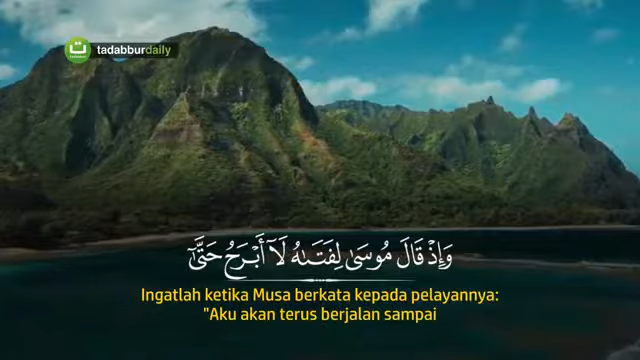 tadabburdaily
وَإِذْ قَالَ مُوسَىٰ لِفَتَىٰهُ لَآ أَبْرَحُ حَتَّىٰٓ
Ingatlah ketika Musa berkata kepada pelayannya:
"Aku akan terus berjalan sampai